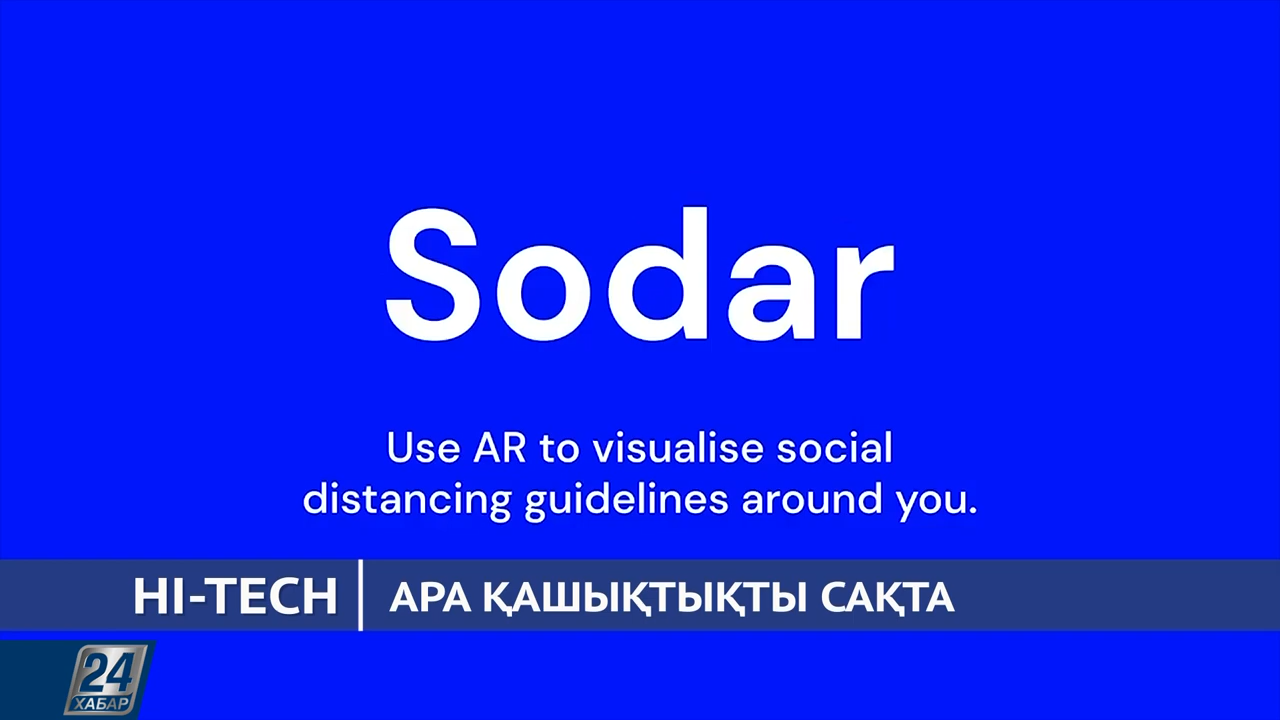 Sodar
Use AR to visualise social
distancing guidelines around you.
HI-TECH
АРА ҚАШЫҚТЫҚТЫ САҚТА
24
ХАБАР